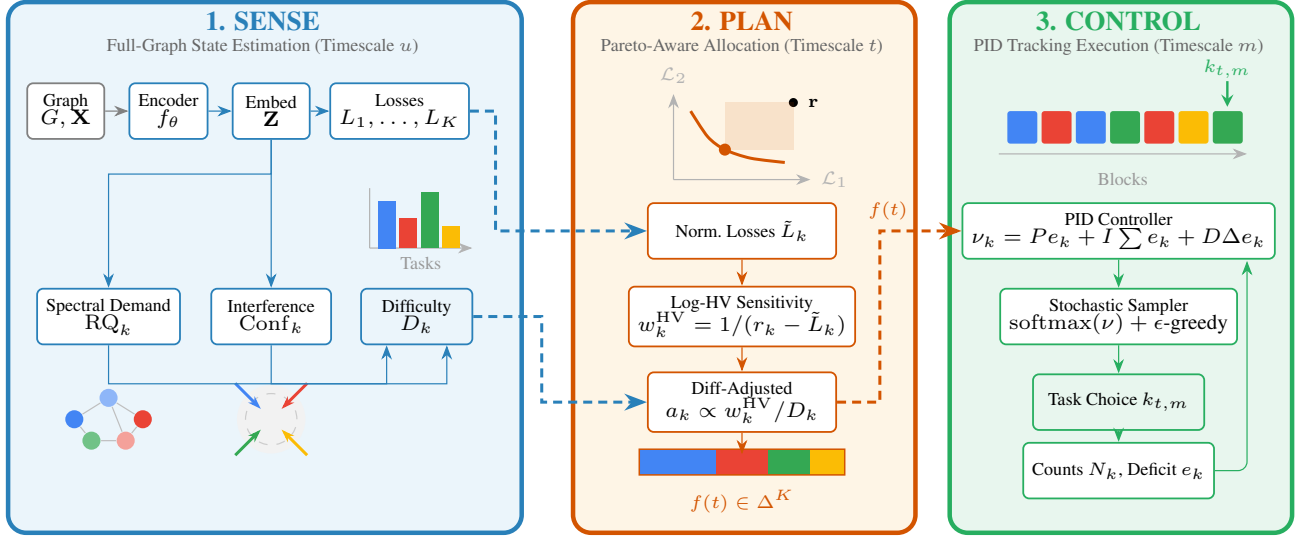 1. SENSE
Full-Graph State Estimation (Timescale u)
Graph
G, X
Encoder
f_θ
Embed
Z
Losses
L_1, . . . , L_K
Tasks
Spectral Demand
RQ_k
Interference
Conf_k
Difficulty
D_k
2. PLAN
Pareto-Aware Allocation (Timescale t)
ℒ_2
r
ℒ_1
Norm. Losses L̃_k
Log-HV Sensitivity
w_k^HV = 1/(r_k − L̃_k)
Diff-Adjusted
a_k ∝ w_k^HV/D_k
f(t) ∈ Δ^K
f(t)
3. CONTROL
PID Tracking Execution (Timescale m)
k_{t,m}
Blocks
PID Controller
ν_k = Pe_k + I ∑ e_k + DΔe_k
Stochastic Sampler
softmax(ν) + ϵ-greedy
Task Choice k_{t,m}
Counts N_k, Deficit e_k